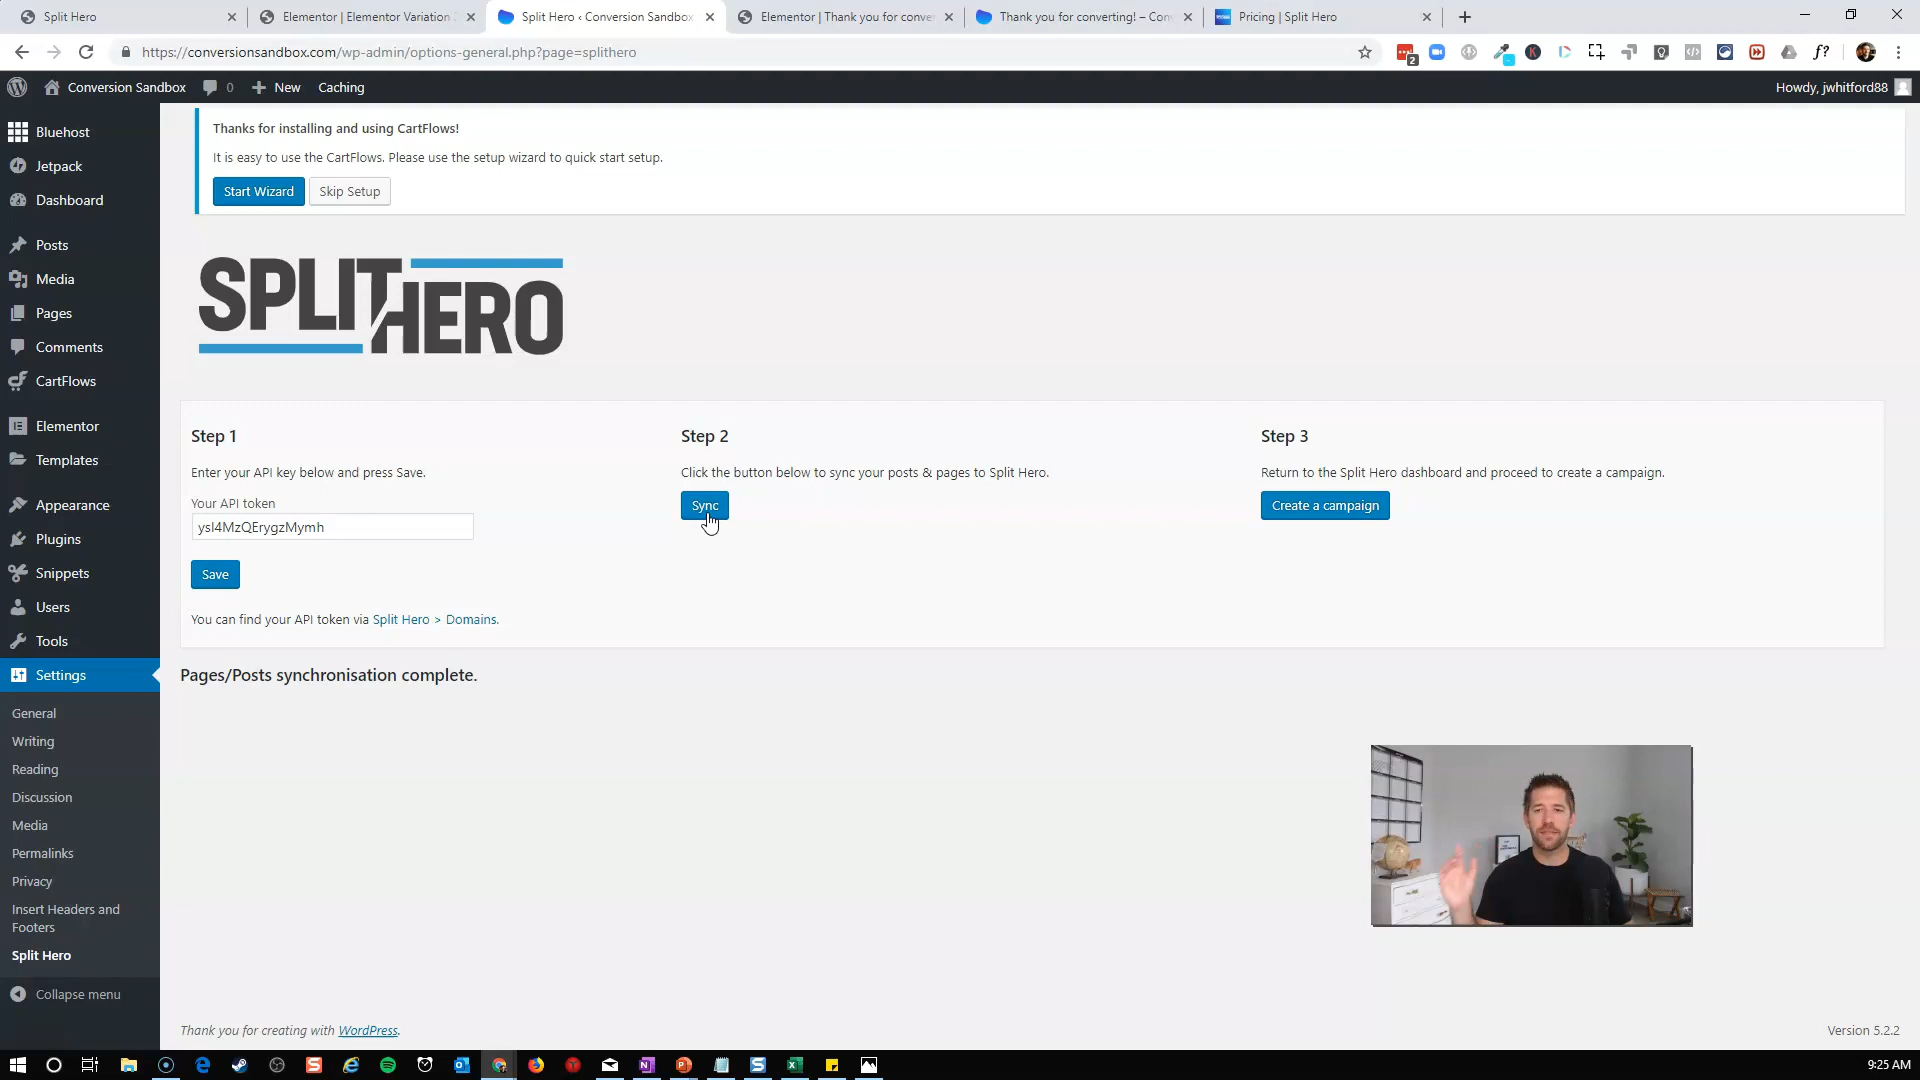 Split Hero
Elementor | Elementor Variation
Split Hero ‹ Conversion Sandbox
Elementor | Thank you for conver
Thank you for converting! – Con
Pricing | Split Hero
https://conversionsandbox.com/wp-admin/options-general.php?page=splithero
2
f?
Conversion Sandbox
0
New
Caching
Howdy, jwhitford88
Bluehost
Jetpack
Dashboard
Posts
Media
Pages
Comments
CartFlows
Elementor
Templates
Appearance
Plugins
Snippets
Users
Tools
Settings
General
Writing
Reading
Discussion
Media
Permalinks
Privacy
Insert Headers and
Footers
Split Hero
Collapse menu
Thanks for installing and using CartFlows!
It is easy to use the CartFlows. Please use the setup wizard to quick start setup.
Start Wizard
Skip Setup
SPLIT HERO
Step 1
Enter your API key below and press Save.
Your API token
ysI4MzQErygzMymh
Save
You can find your API token via Split Hero > Domains.
Step 2
Click the button below to sync your posts & pages to Split Hero.
Sync
Step 3
Return to the Split Hero dashboard and proceed to create a campaign.
Create a campaign
Pages/Posts synchronisation complete.
Thank you for creating with WordPress.
Version 5.2.2
9:25 AM